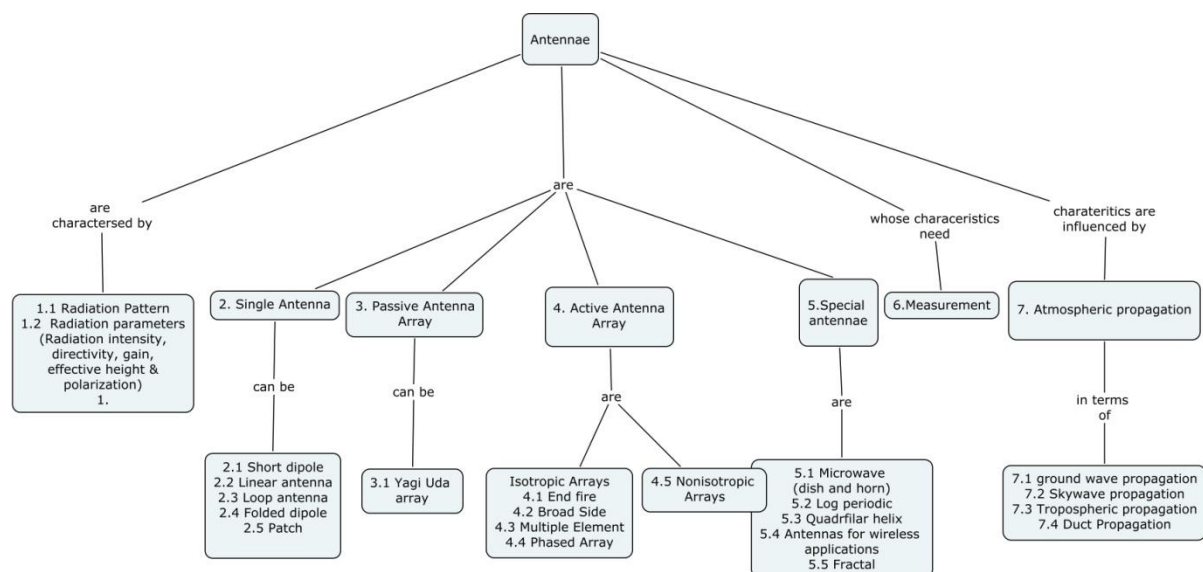 Antennae
are
are
charactersed by
whose characeristics
need
charateritics are
influenced by
1.1 Radiation Pattern
1.2 Radiation parameters
(Radiation intensity,
directivity, gain,
effective height &
polarization)
1.
2. Single Antenna
3. Passive Antenna
Array
4. Active Antenna
Array
5.Special
antennae
6.Measurement
7. Atmospheric propagation
can be
can be
are
are
in terms
of
2.1 Short dipole
2.2 Linear antenna
2.3 Loop antenna
2.4 Folded dipole
2.5 Patch
3.1 Yagi Uda
array
Isotropic Arrays
4.1 End fire
4.2 Broad Side
4.3 Multiple Element
4.4 Phased Array
4.5 Nonisotropic
Arrays
5.1 Microwave
(dish and horn)
5.2 Log periodic
5.3 Quadrfilar helix
5.4 Antennas for wireless
applications
5.5 Fractal
7.1 ground wave propagation
7.2 Skywave propagation
7.3 Tropospheric propagation
7.4 Duct Propagation